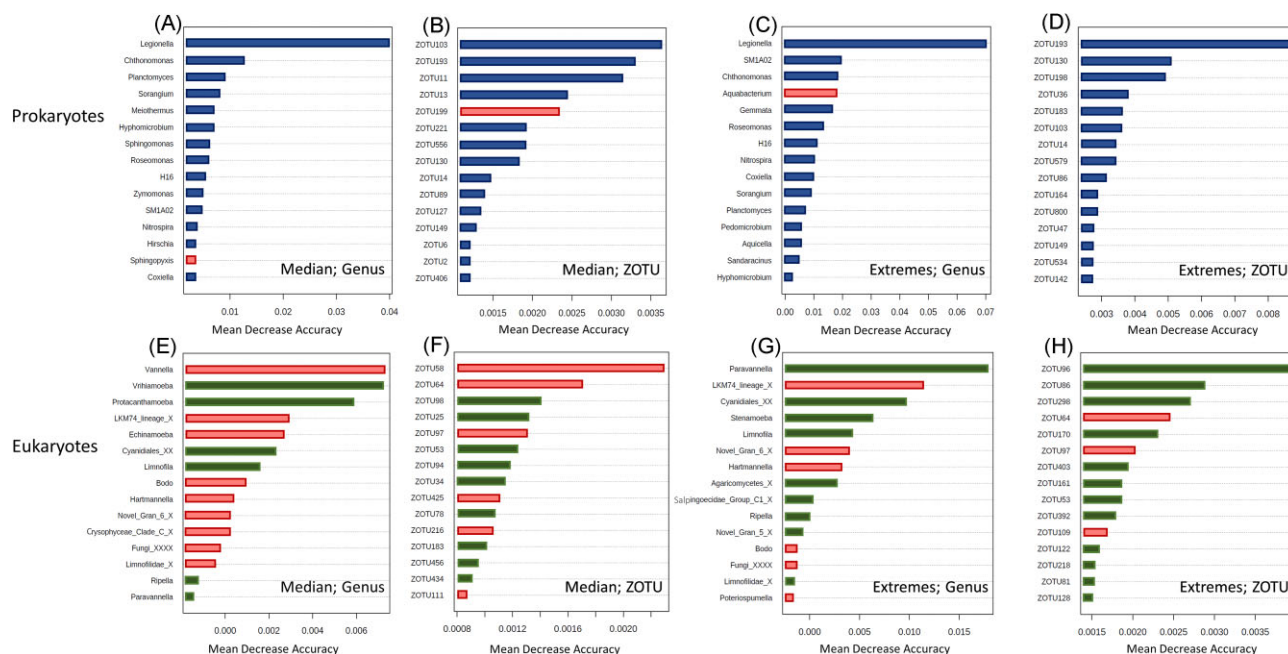 (A)
Legionella
Chthonomonas
Planctomyces
Sorangium
Meiothermus
Hyphomicrobium
Sphingomonas
Roseomonas
H16
Zymomonas
SM1A02
Nitrospira
Hirschia
Sphingopyxis
Coxiella
Median; Genus
0.01 0.02 0.03 0.04
Mean Decrease Accuracy
(B)
ZOTU103
ZOTU193
ZOTU11
ZOTU13
ZOTU199
ZOTU221
ZOTU556
ZOTU130
ZOTU14
ZOTU89
ZOTU127
ZOTU149
ZOTU6
ZOTU2
ZOTU406
Median; ZOTU
0.0015 0.0020 0.0025 0.0030 0.0035
Mean Decrease Accuracy
(C)
Legionella
SM1A02
Chthonomonas
Aquabacterium
Gemmata
Roseomonas
H16
Nitrospira
Coxiella
Sorangium
Planctomyces
Pedomicrobium
Aquicella
Sandaracinus
Hyphomicrobium
Extremes; Genus
0.00 0.01 0.02 0.03 0.04 0.05 0.06 0.07
Mean Decrease Accuracy
(D)
ZOTU193
ZOTU130
ZOTU198
ZOTU36
ZOTU183
ZOTU103
ZOTU14
ZOTU579
ZOTU86
ZOTU164
ZOTU800
ZOTU47
ZOTU149
ZOTU534
ZOTU142
Extremes; ZOTU
0.003 0.004 0.005 0.006 0.007 0.008
Mean Decrease Accuracy
Prokaryotes
(E)
Vannella
Vrihiamoeba
Protacanthamoeba
LKM74_lineage_X
Echinamoeba
Cyanidiales_XX
Limnofila
Bodo
Hartmannella
Novel_Gran_6_X
Crysophyceae_Clade_C_X
Fungi_XXXX
Limnofilidae_X
Ripella
Paravannella
Median; Genus
0.000 0.002 0.004 0.006
Mean Decrease Accuracy
(F)
ZOTU58
ZOTU64
ZOTU98
ZOTU25
ZOTU97
ZOTU53
ZOTU94
ZOTU34
ZOTU425
ZOTU78
ZOTU216
ZOTU183
ZOTU456
ZOTU434
ZOTU111
Median; ZOTU
0.0008 0.0012 0.0016 0.0020
Mean Decrease Accuracy
(G)
Paravannella
LKM74_lineage_X
Cyanidiales_XX
Stenamoeba
Limnofila
Novel_Gran_6_X
Hartmannella
Agaricomycetes_X
Salpingoecidae_Group_C1_X
Ripella
Novel_Gran_5_X
Bodo
Fungi_XXXX
Limnofilidae_X
Poteriospumella
Extremes; Genus
0.000 0.005 0.010 0.015
Mean Decrease Accuracy
(H)
ZOTU96
ZOTU86
ZOTU298
ZOTU64
ZOTU170
ZOTU97
ZOTU403
ZOTU161
ZOTU53
ZOTU392
ZOTU109
ZOTU122
ZOTU218
ZOTU81
ZOTU128
Extremes; ZOTU
0.0015 0.0020 0.0025 0.0030 0.0035
Mean Decrease Accuracy
Eukaryotes